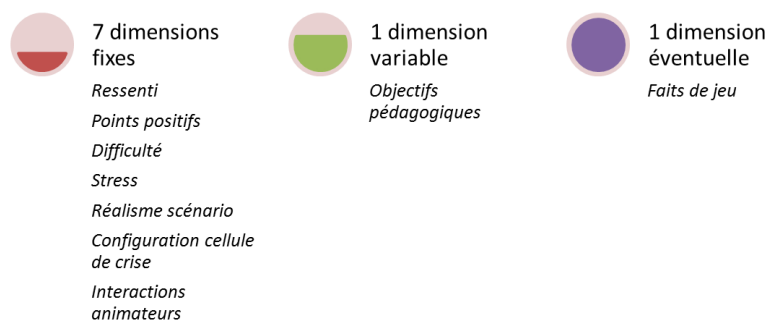 7 dimensions
fixes
Ressenti
Points positifs
Difficulté
Stress
Réalisme scénario
Configuration cellule
de crise
Interactions
animateurs
1 dimension
variable
Objectifs
pédagogiques
1 dimension
éventuelle
Faits de jeu